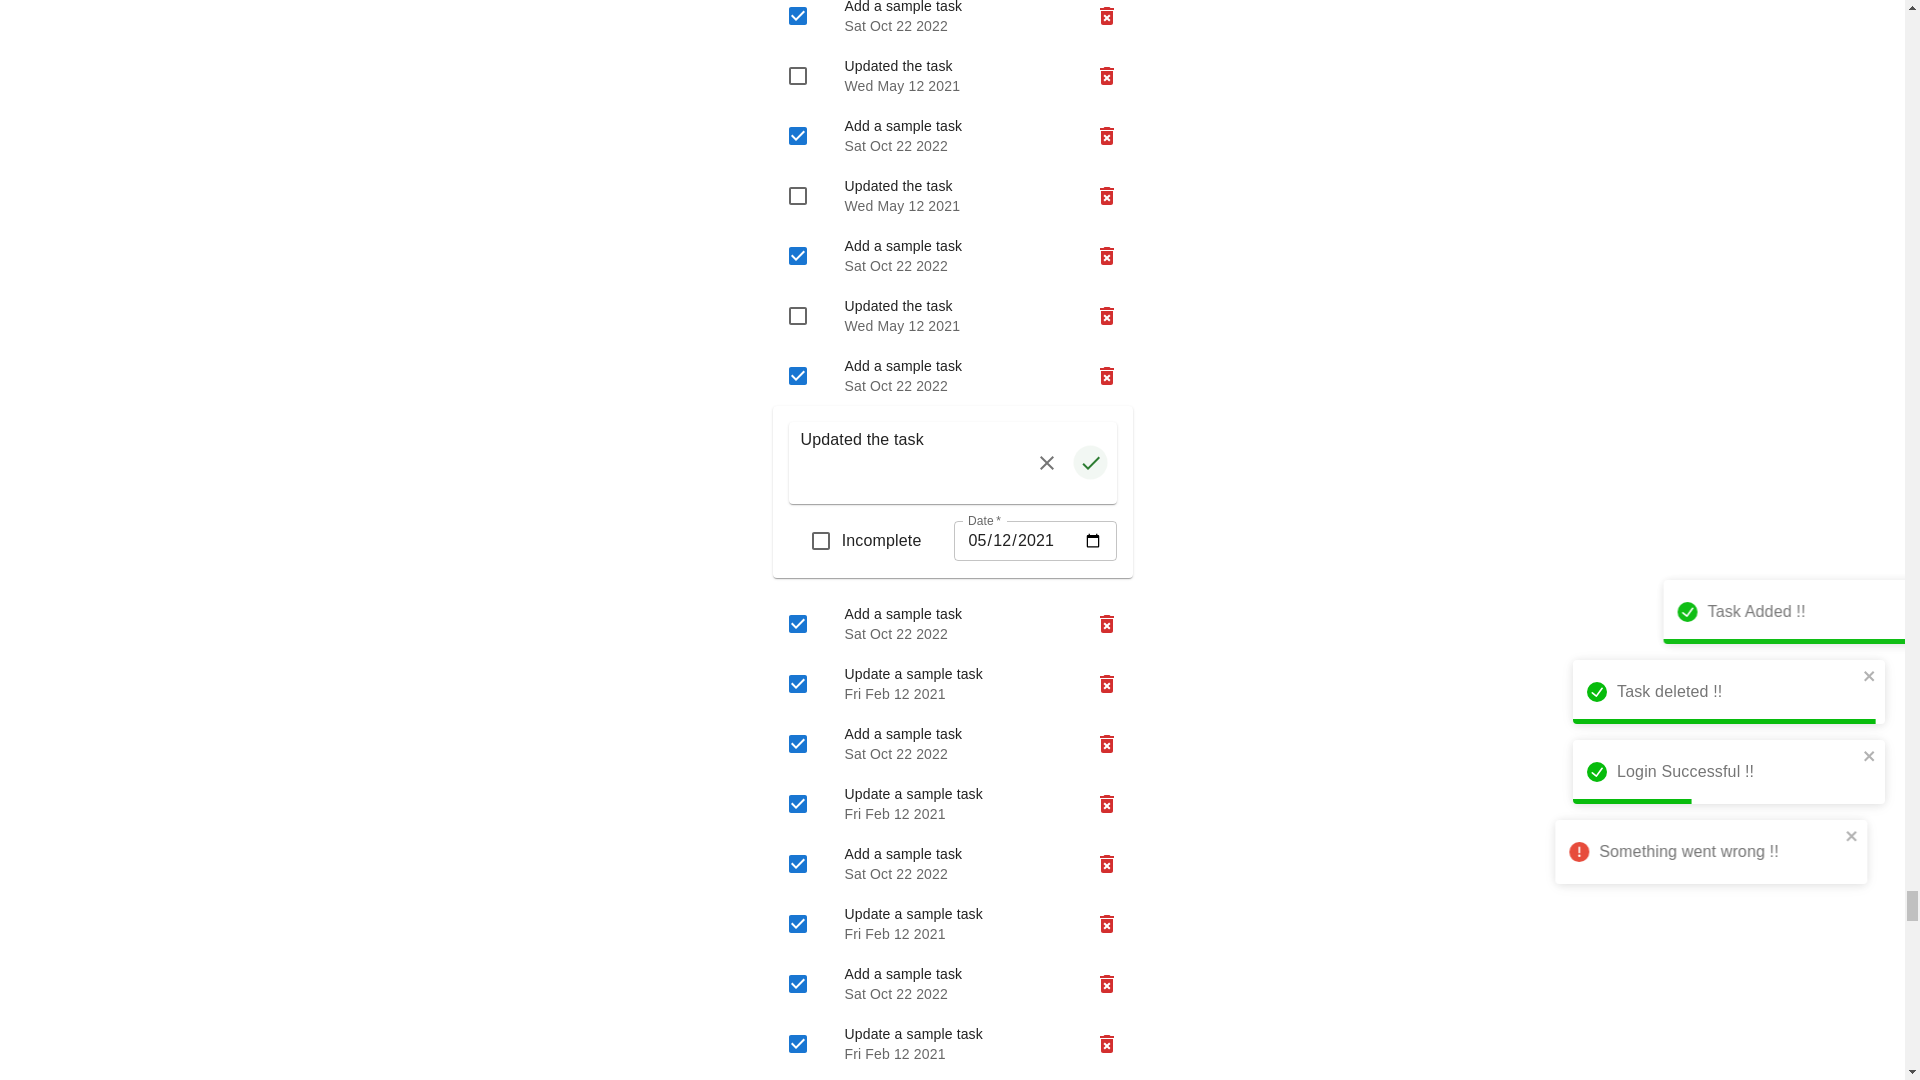 Add a sample task
Sat Oct 22 2022
Updated the task
Wed May 12 2021
Add a sample task
Sat Oct 22 2022
Updated the task
Wed May 12 2021
Add a sample task
Sat Oct 22 2022
Updated the task
Wed May 12 2021
Add a sample task
Sat Oct 22 2022
Updated the task
Date *
Incomplete
05/12/2021
Add a sample task
Sat Oct 22 2022
Update a sample task
Fri Feb 12 2021
Add a sample task
Sat Oct 22 2022
Update a sample task
Fri Feb 12 2021
Add a sample task
Sat Oct 22 2022
Update a sample task
Fri Feb 12 2021
Add a sample task
Sat Oct 22 2022
Update a sample task
Fri Feb 12 2021
Task Added !!
Task deleted !!
Login Successful !!
Something went wrong !!